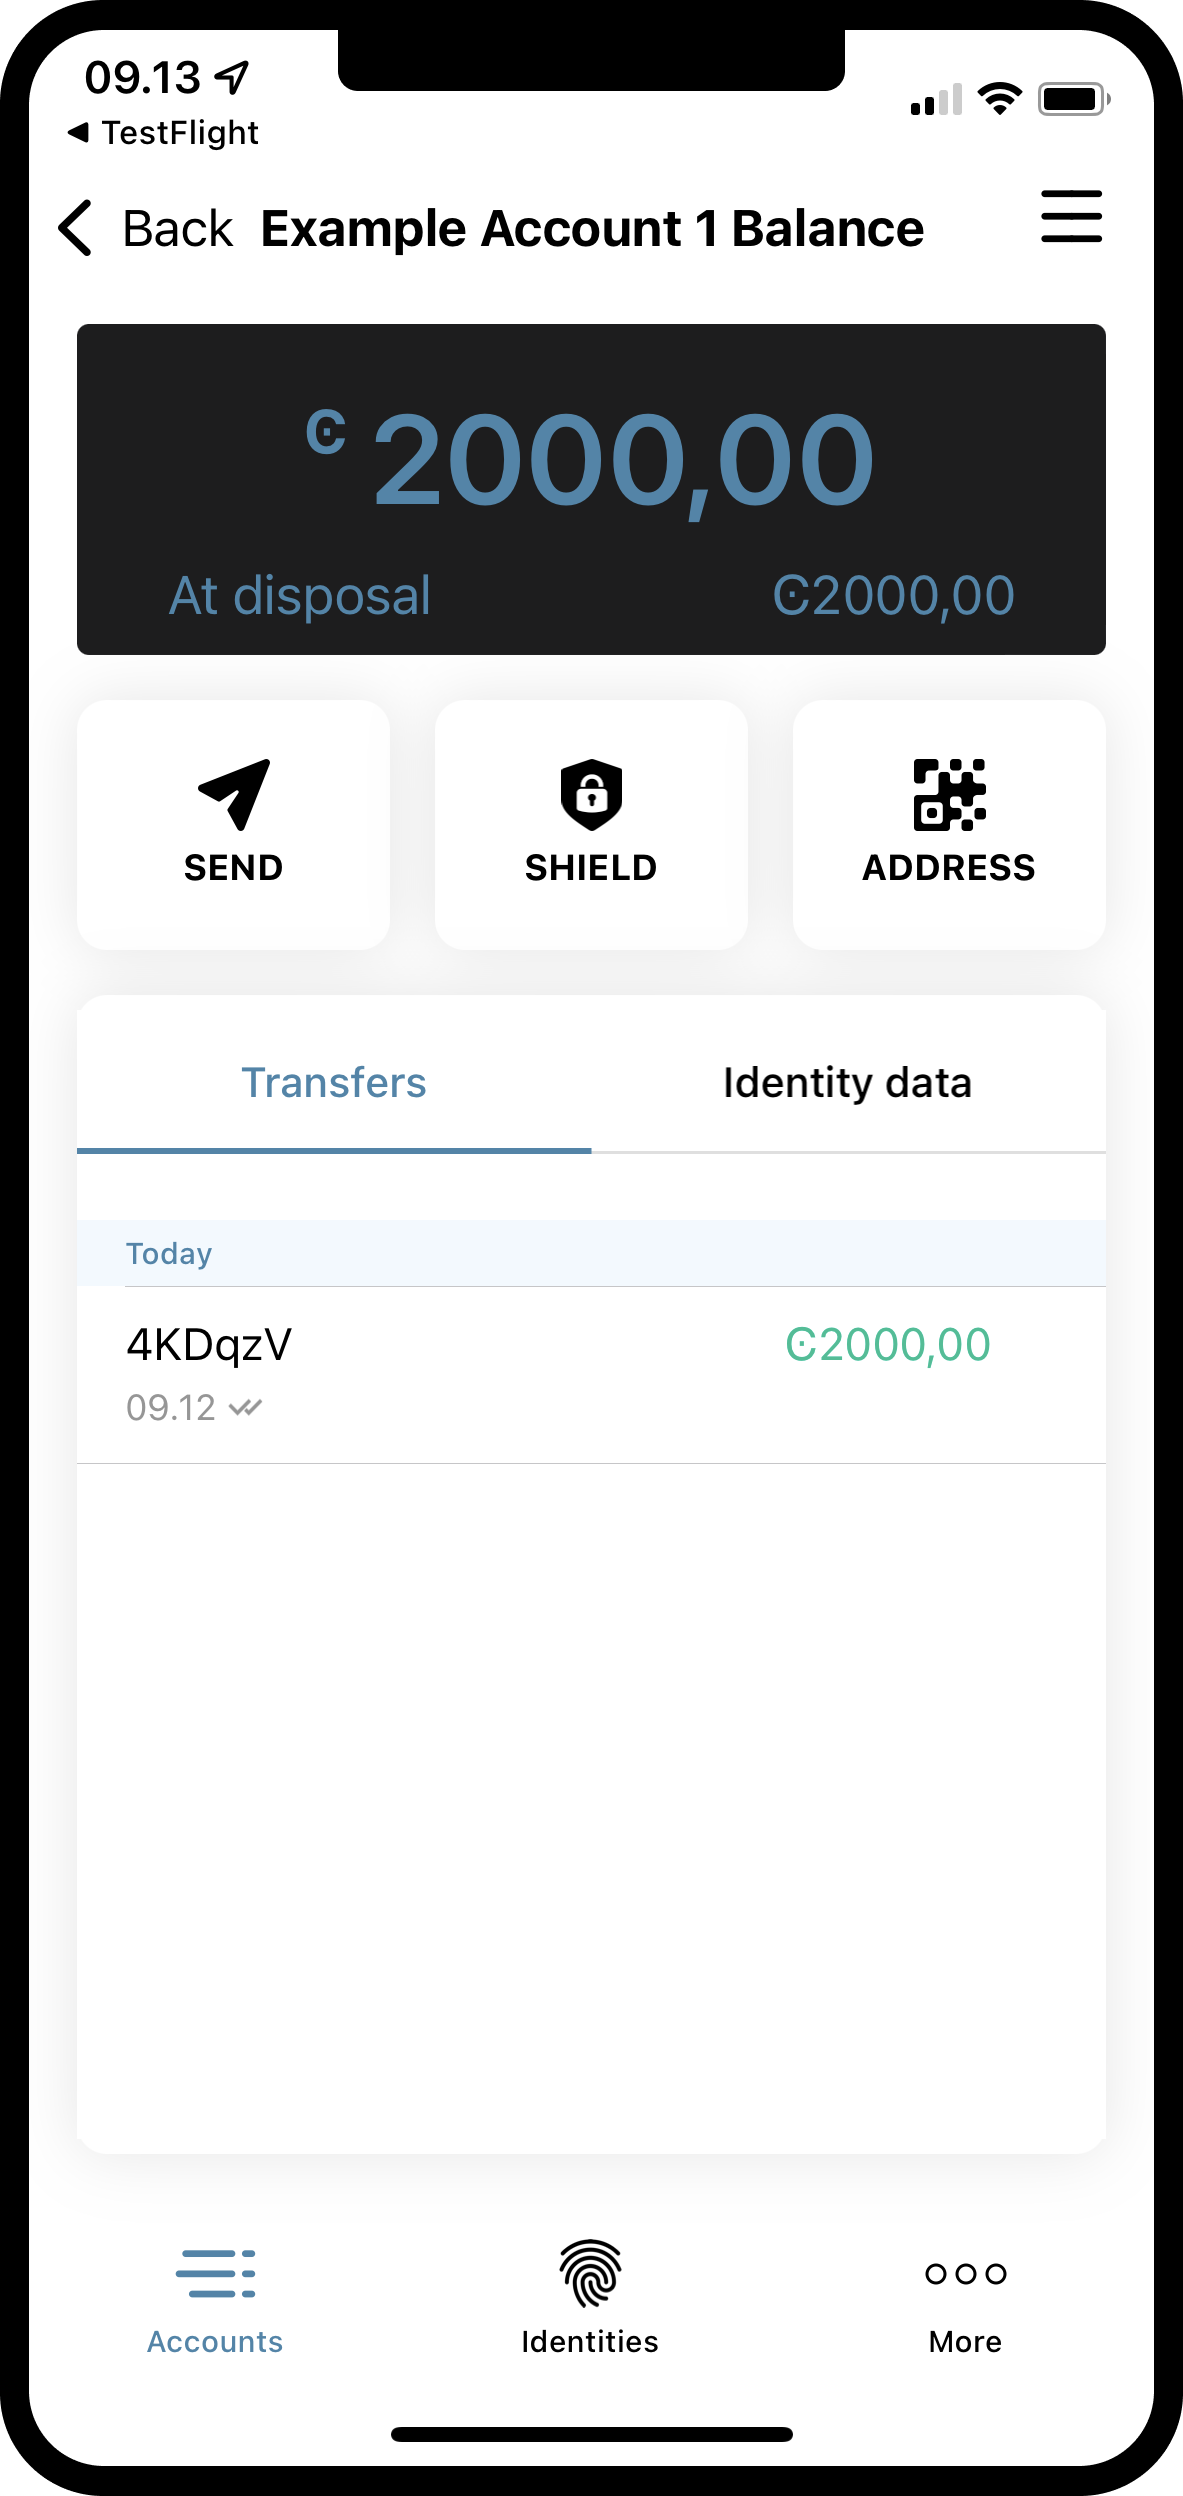 09.13
TestFlight
Back Example Account 1 Balance
Ͼ 2000,00
At disposal Ͼ2000,00
SEND SHIELD ADDRESS
Transfers Identity data
Today
4KDqzV Ͼ2000,00
09.12
Accounts Identities More